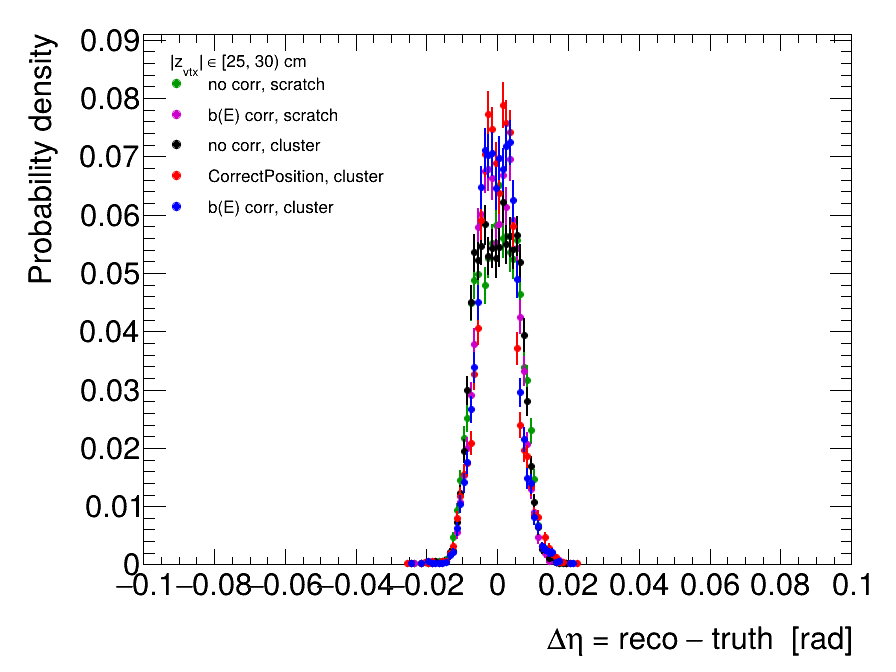 Probability density
0.09
0.08
0.07
0.06
0.05
0.04
0.03
0.02
0.01
0
|z_vtx| ∈ [25, 30) cm
no corr, scratch
b(E) corr, scratch
no corr, cluster
CorrectPosition, cluster
b(E) corr, cluster
−0.1 −0.08 −0.06 −0.04 −0.02 0 0.02 0.04 0.06 0.08 0.1
Δη = reco − truth [rad]